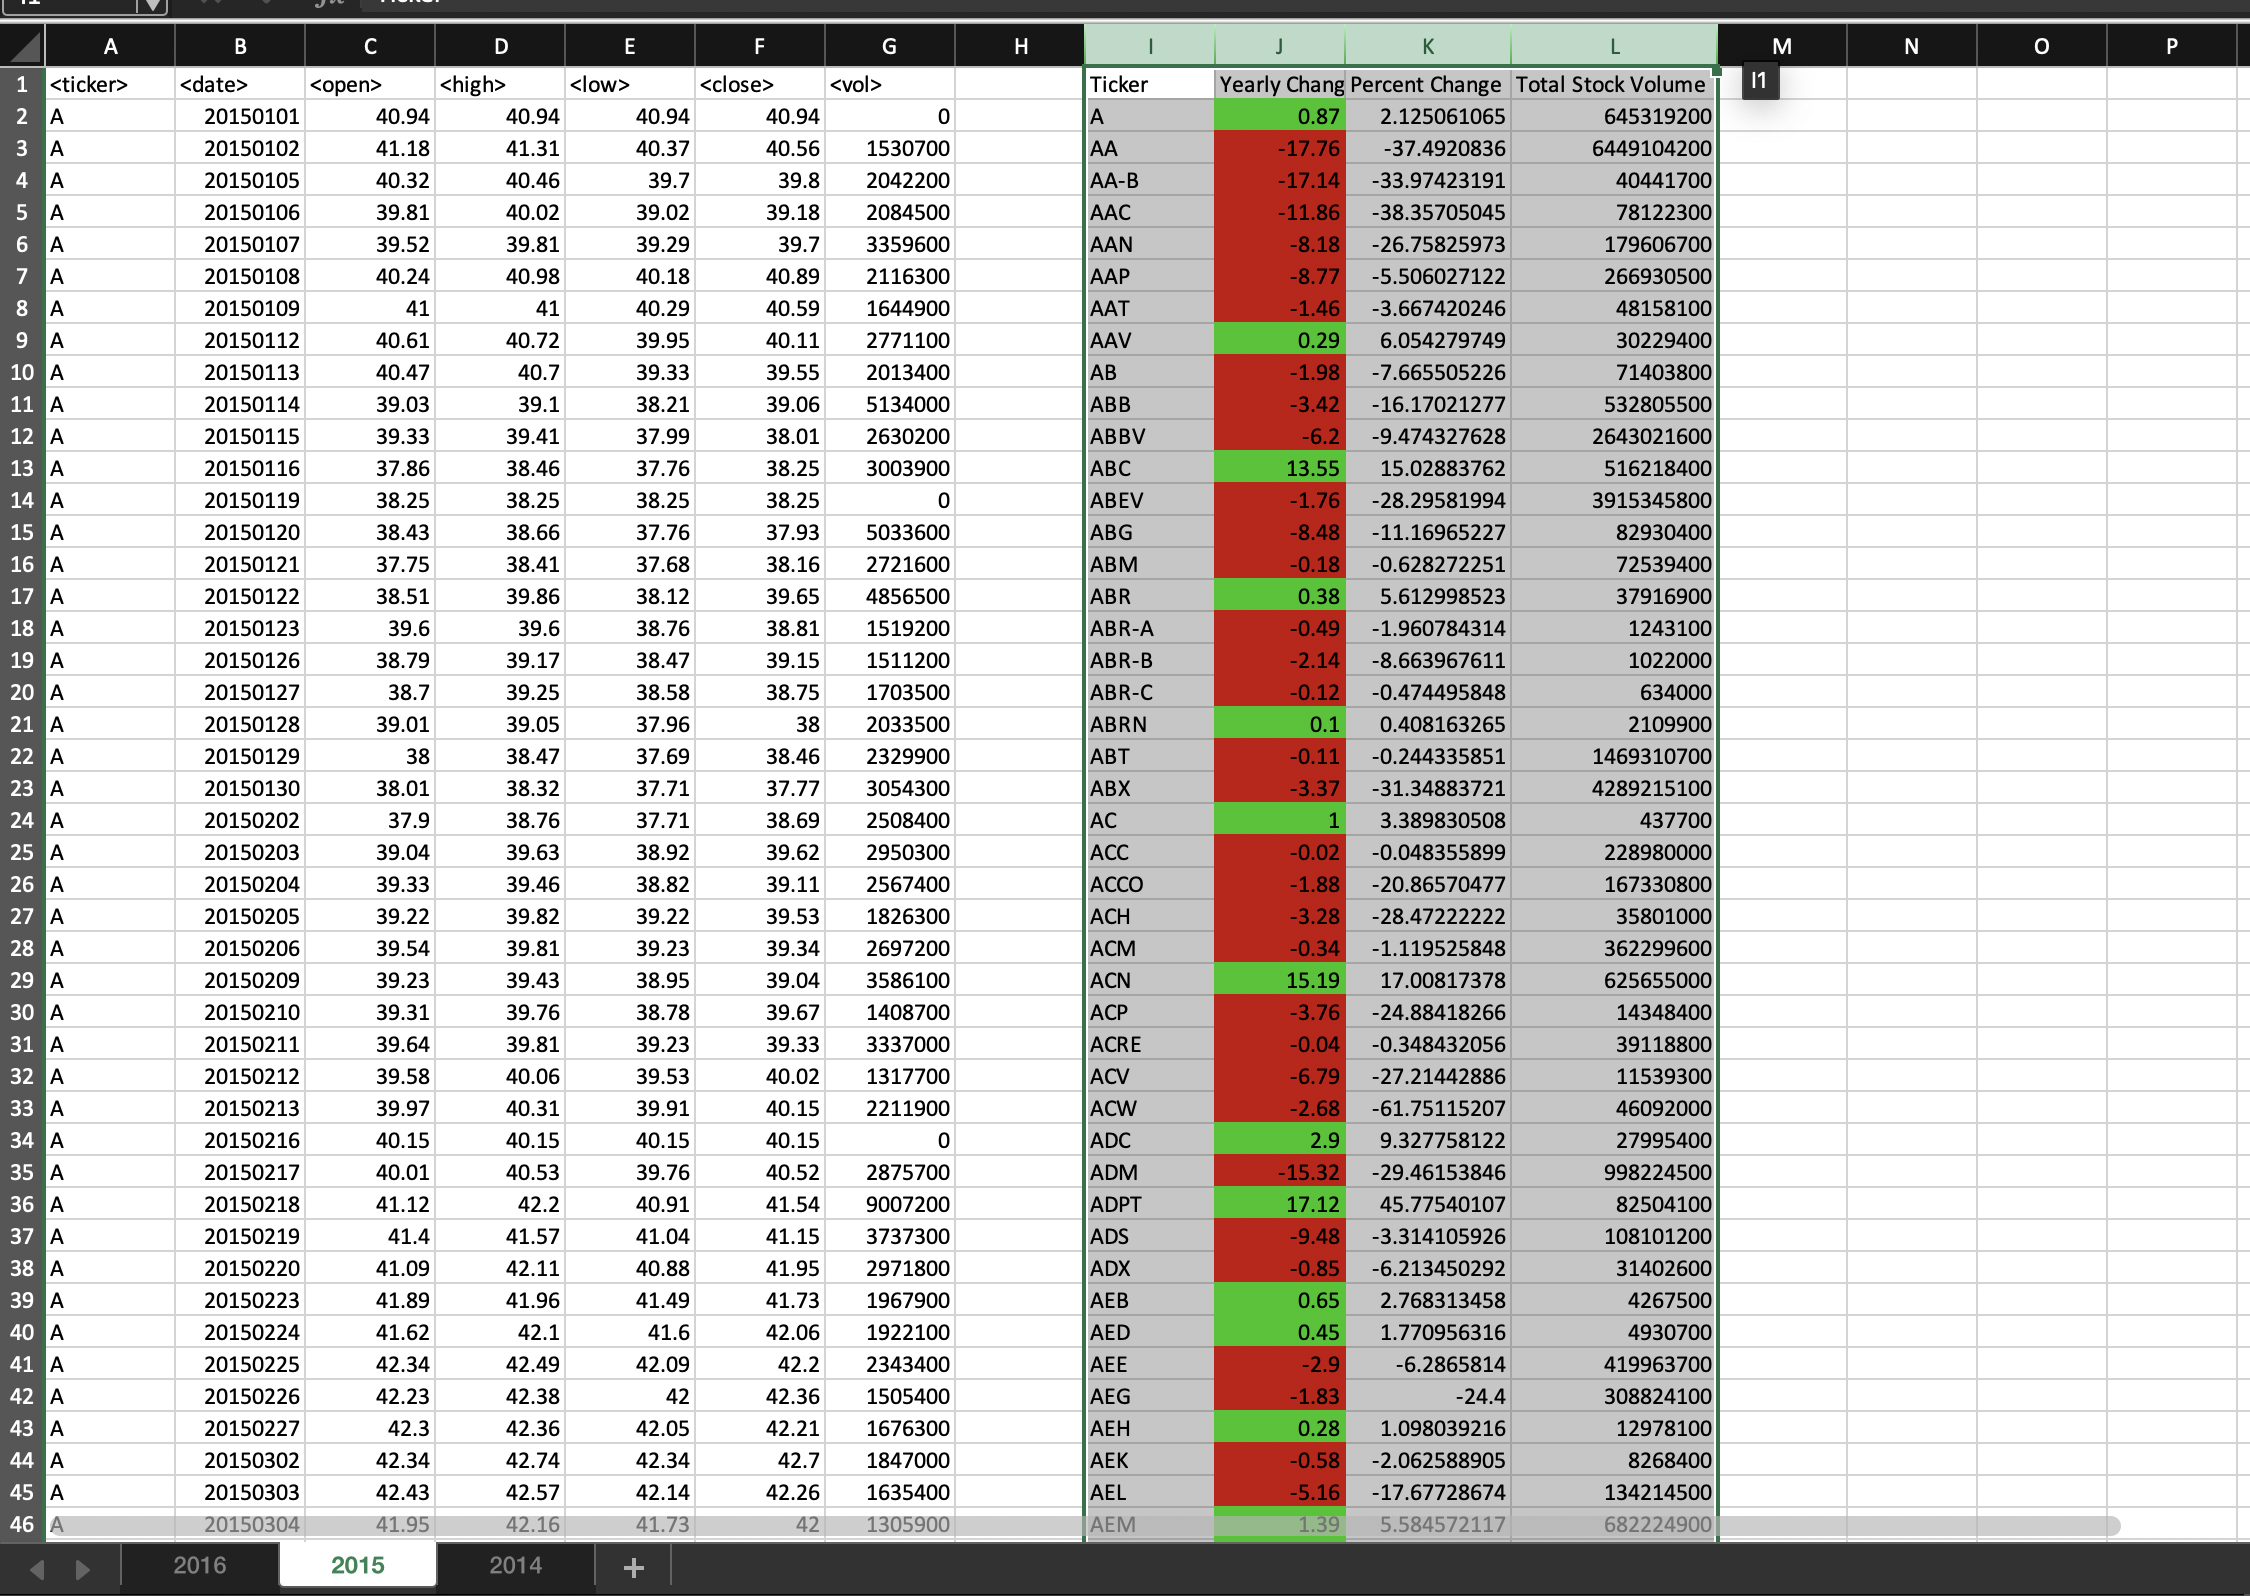 A B C D E F G H I J K L M N O P
1 <ticker> <date> <open> <high> <low> <close> <vol> Ticker Yearly Chang Percent Change Total Stock Volume I1
2 A 20150101 40.94 40.94 40.94 40.94 0 A 0.87 2.125061065 645319200
3 A 20150102 41.18 41.31 40.37 40.56 1530700 AA -17.76 -37.4920836 6449104200
4 A 20150105 40.32 40.46 39.7 39.8 2042200 AA-B -17.14 -33.97423191 40441700
5 A 20150106 39.81 40.02 39.02 39.18 2084500 AAC -11.86 -38.35705045 78122300
6 A 20150107 39.52 39.81 39.29 39.7 3359600 AAN -8.18 -26.75825973 179606700
7 A 20150108 40.24 40.98 40.18 40.89 2116300 AAP -8.77 -5.506027122 266930500
8 A 20150109 41 41 40.29 40.59 1644900 AAT -1.46 -3.667420246 48158100
9 A 20150112 40.61 40.72 39.95 40.11 2771100 AAV 0.29 6.054279749 30229400
10 A 20150113 40.47 40.7 39.33 39.55 2013400 AB -1.98 -7.665505226 71403800
11 A 20150114 39.03 39.1 38.21 39.06 5134000 ABB -3.42 -16.17021277 532805500
12 A 20150115 39.33 39.41 37.99 38.01 2630200 ABBV -6.2 -9.474327628 2643021600
13 A 20150116 37.86 38.46 37.76 38.25 3003900 ABC 13.55 15.02883762 516218400
14 A 20150119 38.25 38.25 38.25 38.25 0 ABEV -1.76 -28.29581994 3915345800
15 A 20150120 38.43 38.66 37.76 37.93 5033600 ABG -8.48 -11.16965227 82930400
16 A 20150121 37.75 38.41 37.68 38.16 2721600 ABM -0.18 -0.628272251 72539400
17 A 20150122 38.51 39.86 38.12 39.65 4856500 ABR 0.38 5.612998523 37916900
18 A 20150123 39.6 39.6 38.76 38.81 1519200 ABR-A -0.49 -1.960784314 1243100
19 A 20150126 38.79 39.17 38.47 39.15 1511200 ABR-B -2.14 -8.663967611 1022000
20 A 20150127 38.7 39.25 38.58 38.75 1703500 ABR-C -0.12 -0.474495848 634000
21 A 20150128 39.01 39.05 37.96 38 2033500 ABRN 0.1 0.408163265 2109900
22 A 20150129 38 38.47 37.69 38.46 2329900 ABT -0.11 -0.244335851 1469310700
23 A 20150130 38.01 38.32 37.71 37.77 3054300 ABX -3.37 -31.34883721 4289215100
24 A 20150202 37.9 38.76 37.71 38.69 2508400 AC 1 3.389830508 437700
25 A 20150203 39.04 39.63 38.92 39.62 2950300 ACC -0.02 -0.048355899 228980000
26 A 20150204 39.33 39.46 38.82 39.11 2567400 ACCO -1.88 -20.86570477 167330800
27 A 20150205 39.22 39.82 39.22 39.53 1826300 ACH -3.28 -28.47222222 35801000
28 A 20150206 39.54 39.81 39.23 39.34 2697200 ACM -0.34 -1.119525848 362299600
29 A 20150209 39.23 39.43 38.95 39.04 3586100 ACN 15.19 17.00817378 625655000
30 A 20150210 39.31 39.76 38.78 39.67 1408700 ACP -3.76 -24.88418266 14348400
31 A 20150211 39.64 39.81 39.23 39.33 3337000 ACRE -0.04 -0.348432056 39118800
32 A 20150212 39.58 40.06 39.53 40.02 1317700 ACV -6.79 -27.21442886 11539300
33 A 20150213 39.97 40.31 39.91 40.15 2211900 ACW -2.68 -61.75115207 46092000
34 A 20150216 40.15 40.15 40.15 40.15 0 ADC 2.9 9.327758122 27995400
35 A 20150217 40.01 40.53 39.76 40.52 2875700 ADM -15.32 -29.46153846 998224500
36 A 20150218 41.12 42.2 40.91 41.54 9007200 ADPT 17.12 45.77540107 82504100
37 A 20150219 41.4 41.57 41.04 41.15 3737300 ADS -9.48 -3.314105926 108101200
38 A 20150220 41.09 42.11 40.88 41.95 2971800 ADX -0.85 -6.213450292 31402600
39 A 20150223 41.89 41.96 41.49 41.73 1967900 AEB 0.65 2.768313458 4267500
40 A 20150224 41.62 42.1 41.6 42.06 1922100 AED 0.45 1.770956316 4930700
41 A 20150225 42.34 42.49 42.09 42.2 2343400 AEE -2.9 -6.2865814 419963700
42 A 20150226 42.23 42.38 42 42.36 1505400 AEG -1.83 -24.4 308824100
43 A 20150227 42.3 42.36 42.05 42.21 1676300 AEH 0.28 1.098039216 12978100
44 A 20150302 42.34 42.74 42.34 42.7 1847000 AEK -0.58 -2.062588905 8268400
45 A 20150303 42.43 42.57 42.14 42.26 1635400 AEL -5.16 -17.67728674 134214500
46 A 20150304 41.95 42.16 41.73 42 1305900 AEM 1.39 5.584572117 682224900
2016 2015 2014 +